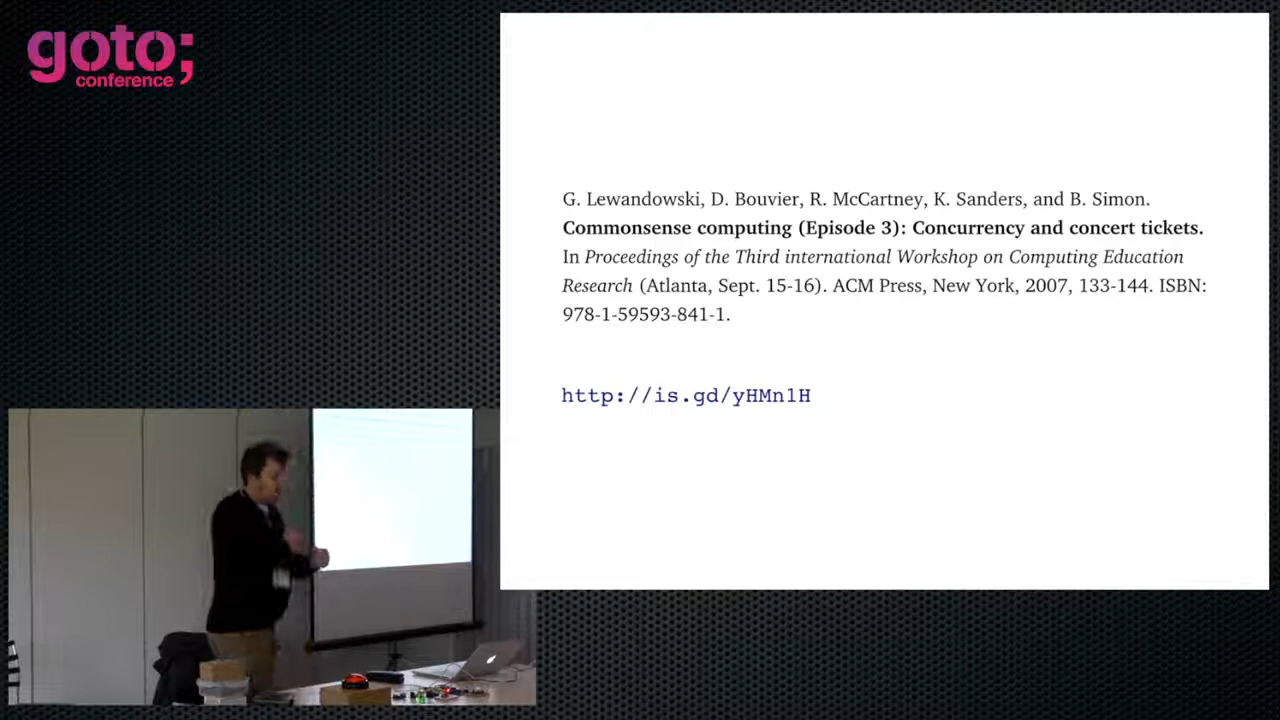 goto;
conference
G. Lewandowski, D. Bouvier, R. McCartney, K. Sanders, and B. Simon.
Commonsense computing (Episode 3): Concurrency and concert tickets.
In Proceedings of the Third international Workshop on Computing Education
Research (Atlanta, Sept. 15-16). ACM Press, New York, 2007, 133-144. ISBN:
978-1-59593-841-1.
http://is.gd/yHMn1H